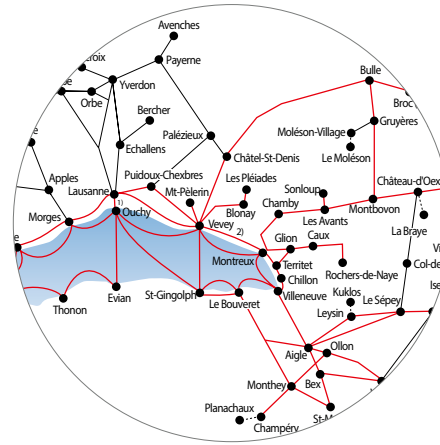 Avenches
Payerne
Yverdon
Orbe
Bercher
Echallens
Palézieux
Bulle
Broc
Gruyères
Moléson-Village
Le Moléson
Châtel-St-Denis
Puidoux-Chexbres
Apples
Lausanne
Mt-Pèlerin
Les Pléiades
Blonay
Sonloup
Château-d'Oex
Chamby
Les Avants
Montbovon
La Braye
Morges
1)
Ouchy
Vevey
2)
Glion
Caux
Montreux
Territet
Rochers-de-Naye
Chillon
Villeneuve
Kuklos
Le Sépey
Leysin
Col-de
Thonon
Evian
St-Gingolph
Le Bouveret
Aigle
Ollon
Bex
Monthey
Planachaux
Champéry
St-M